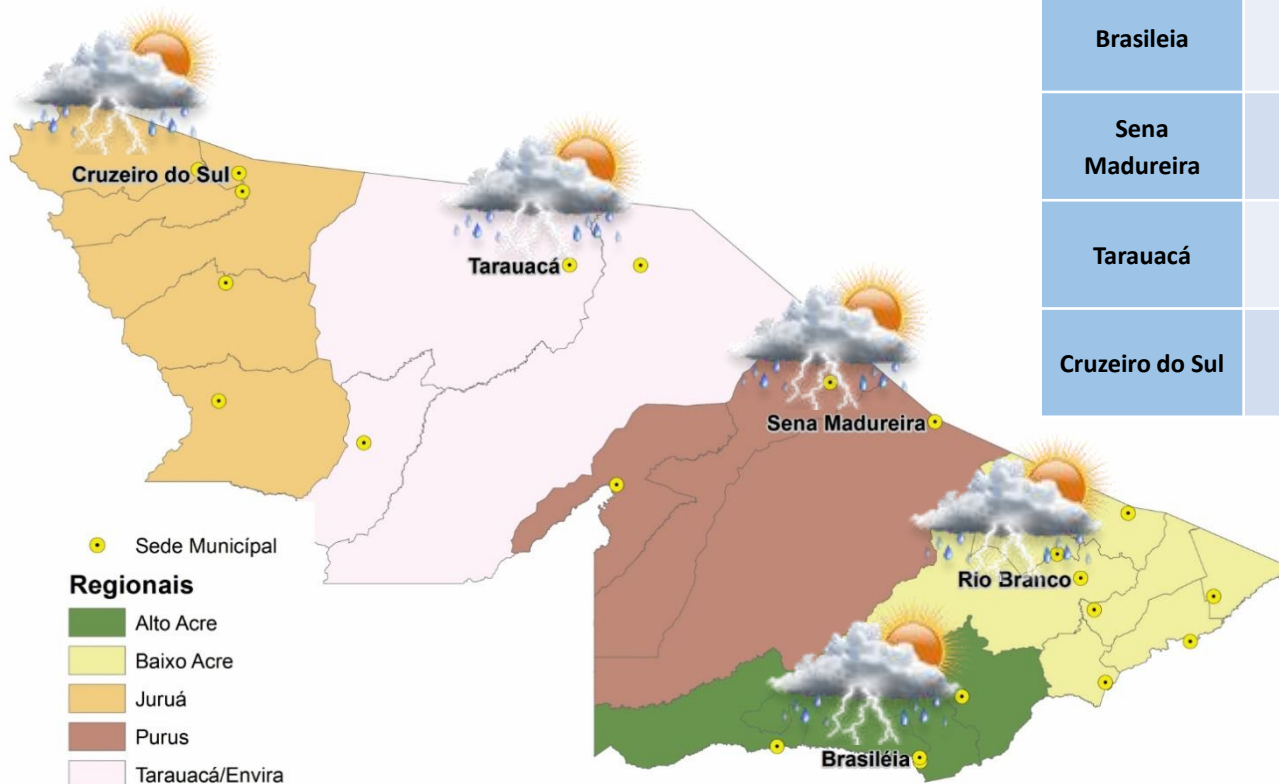 Brasileia
Sena
Madureira
Tarauacá
Cruzeiro do Sul
Cruzeiro do Sul
Tarauacá
Sena Madureira
Rio Branco
Brasiléia
Sede Municípal
Regionais
Alto Acre
Baixo Acre
Juruá
Purus
Tarauacá/Envira